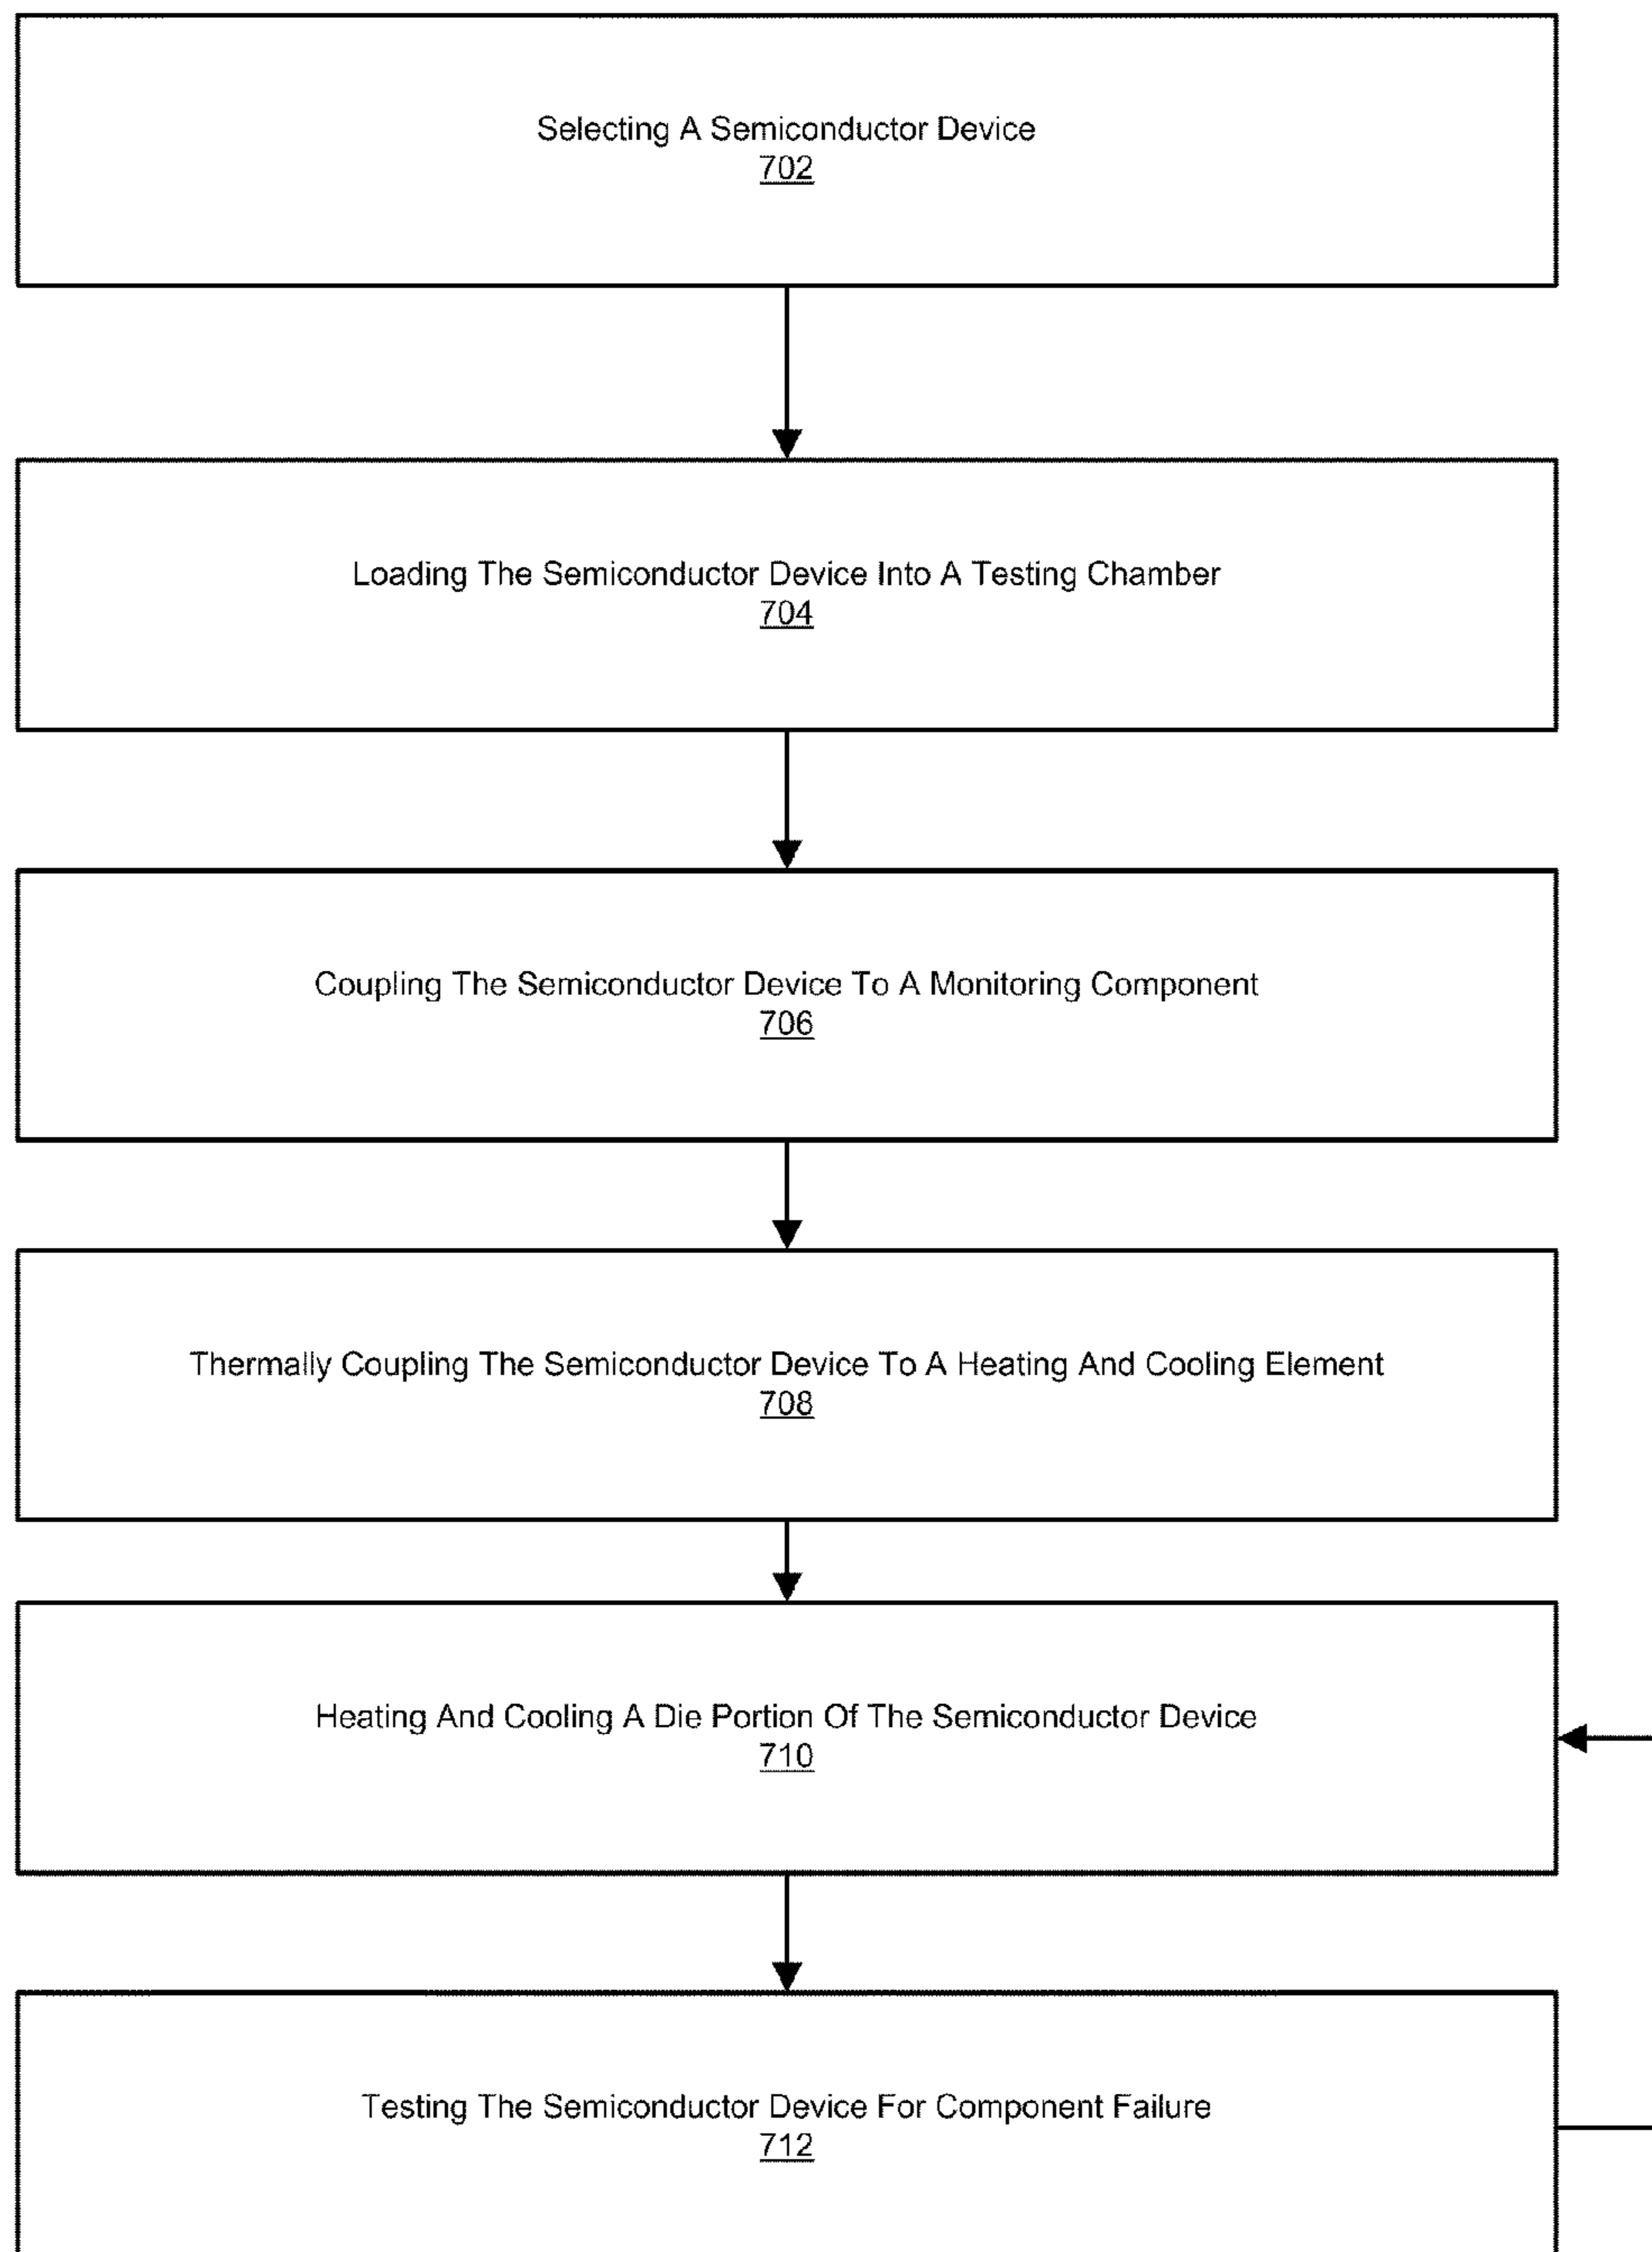 Selecting A Semiconductor Device
702
Loading The Semiconductor Device Into A Testing Chamber
704
Coupling The Semiconductor Device To A Monitoring Component
706
Thermally Coupling The Semiconductor Device To A Heating And Cooling Element
708
Heating And Cooling A Die Portion Of The Semiconductor Device
710
Testing The Semiconductor Device For Component Failure
712